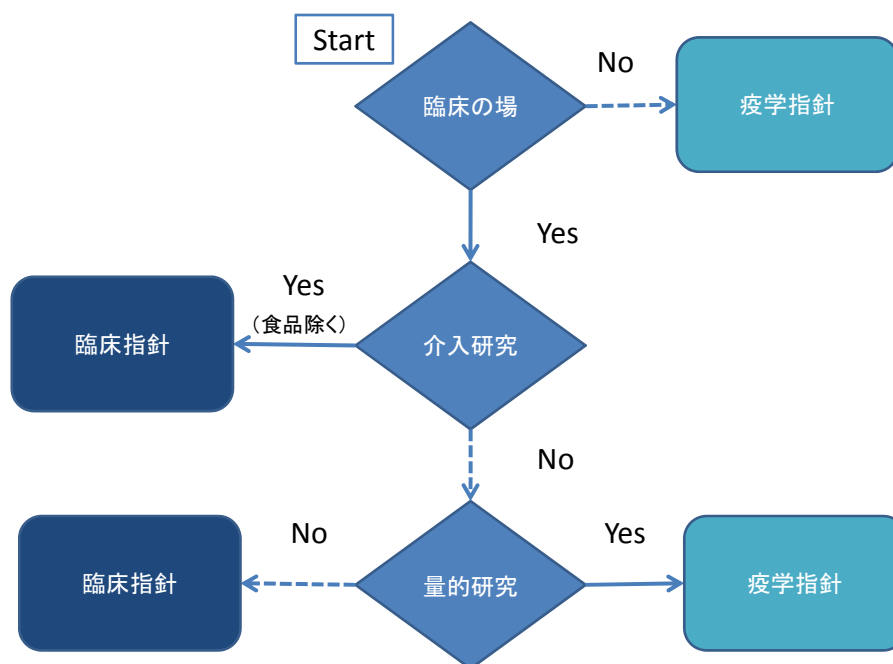 Start
臨床の場
No
疫学指針
Yes
Yes
(食品除く)
臨床指針
介入研究
No
臨床指針
No
量的研究
Yes
疫学指針